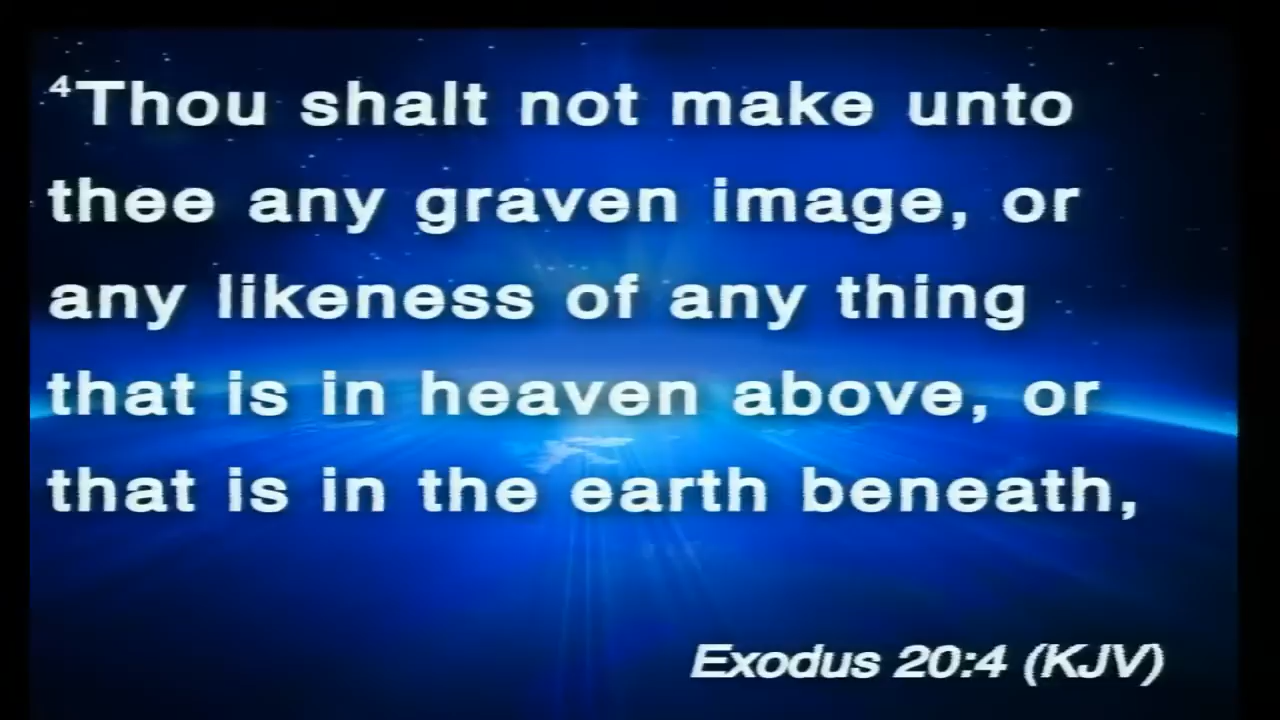 ⁴Thou shalt not make unto
thee any graven image, or
any likeness of any thing
that is in heaven above, or
that is in the earth beneath,
Exodus 20:4 (KJV)